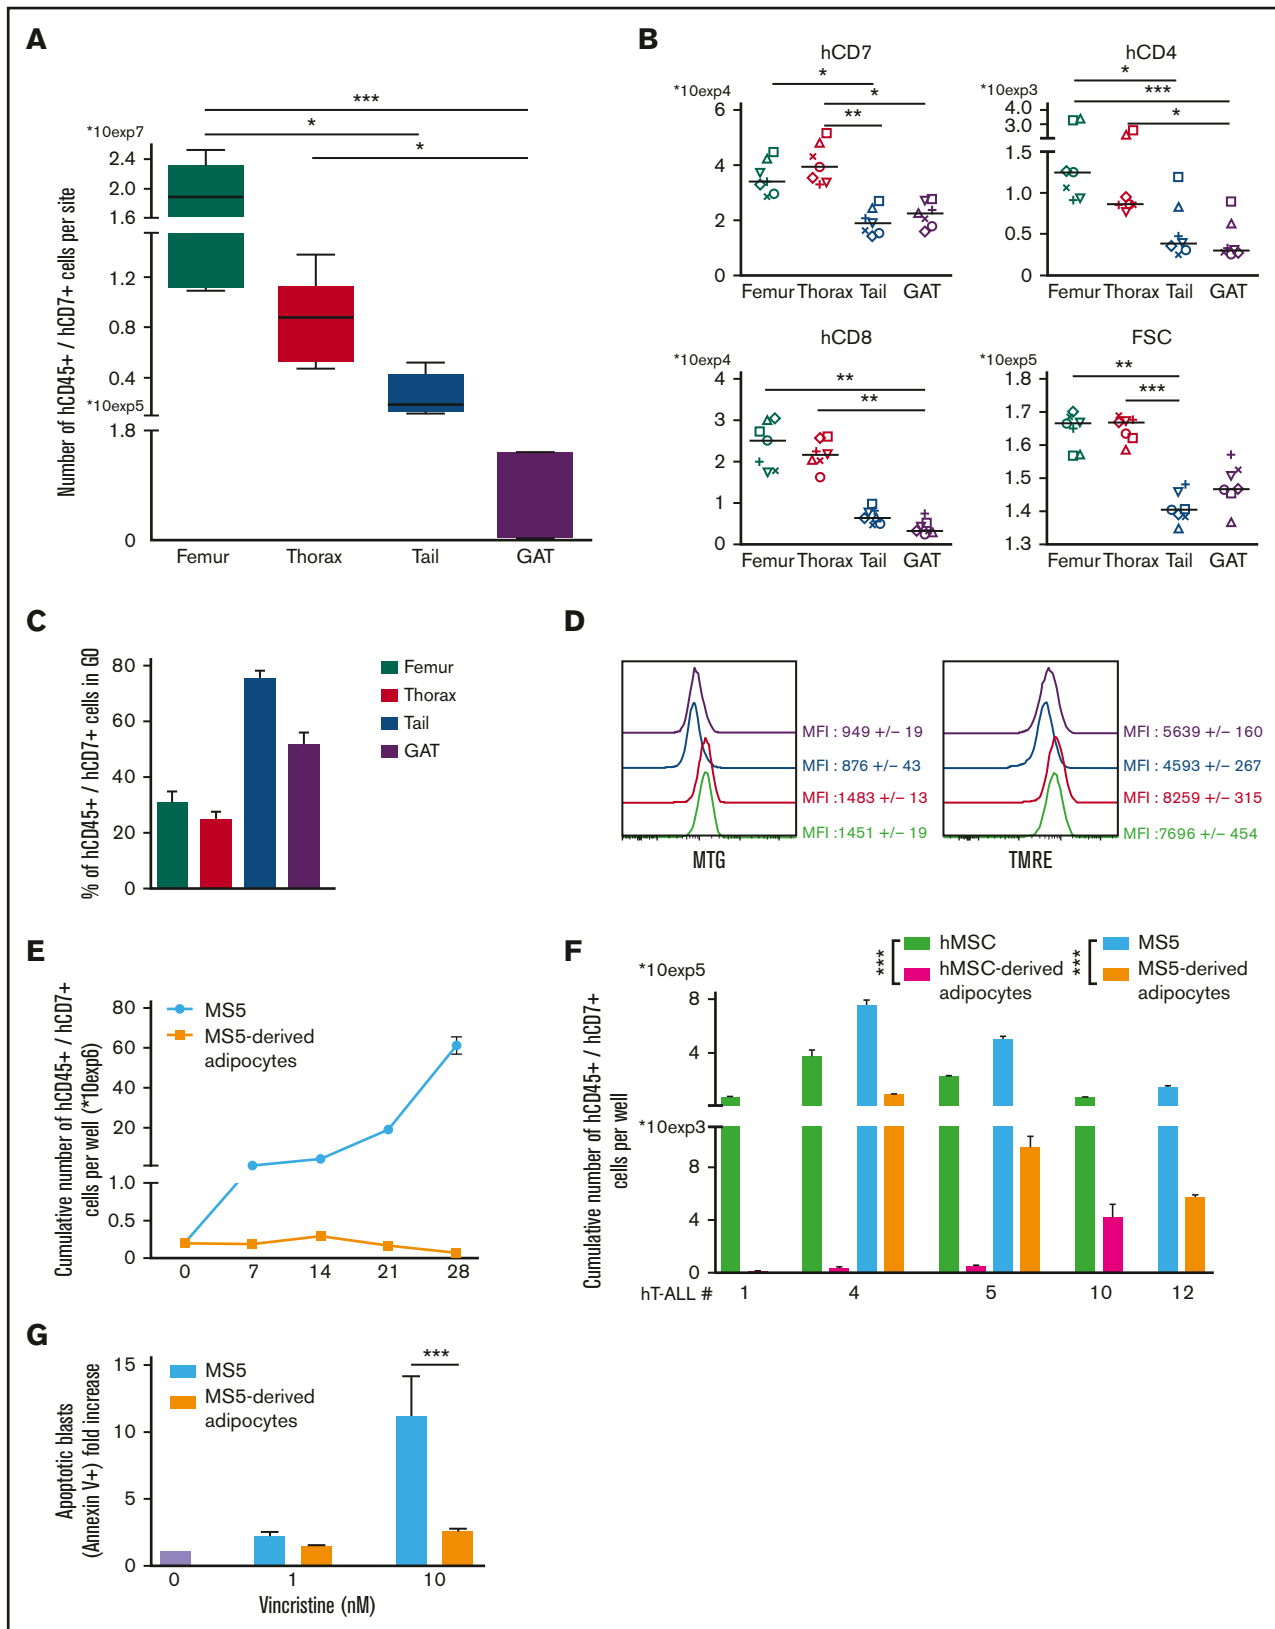 A
Number of hCD45+ / hCD7+ cells per site
*10exp7
2.4
2.0
1.6
1.2
0.8
0.4
*10exp5
1.8
0
***
*
*
Femur
Thorax
Tail
GAT
B
hCD7
*10exp4
6
4
2
0
*
*
**
Femur Thorax Tail GAT
hCD4
*10exp3
4.0
3.0
1.5
1.0
0.5
0
*
***
*
Femur Thorax Tail GAT
hCD8
*10exp4
4
3
2
1
0
**
**
Femur Thorax Tail GAT
FSC
*10exp5
1.8
1.7
1.6
1.5
1.4
1.3
**
***
Femur Thorax Tail GAT
C
% of hCD45+ / hCD7+ cells in G0
80
60
40
20
0
Femur
Thorax
Tail
GAT
D
MFI : 949 +/− 19
MFI : 876 +/− 43
MFI :1483 +/− 13
MFI :1451 +/− 19
MTG
MFI : 5639 +/− 160
MFI : 4593 +/− 267
MFI : 8259 +/− 315
MFI :7696 +/− 454
TMRE
E
Cumulative number of hCD45+ / hCD7+
cells per well (*10exp6)
80
60
40
20
1.0
0.5
0
MS5
MS5-derived
adipocytes
0 7 14 21 28
F
Cumulative number of hCD45+ / hCD7+
cells per well
*10exp5
8
4
*10exp3
8
4
0
***
hMSC
hMSC-derived
adipocytes
***
MS5
MS5-derived
adipocytes
hT-ALL # 1 4 5 10 12
G
Apoptotic blasts
(Annexin V+) fold increase
15
10
5
0
MS5
MS5-derived
adipocytes
***
0 1 10
Vincristine (nM)